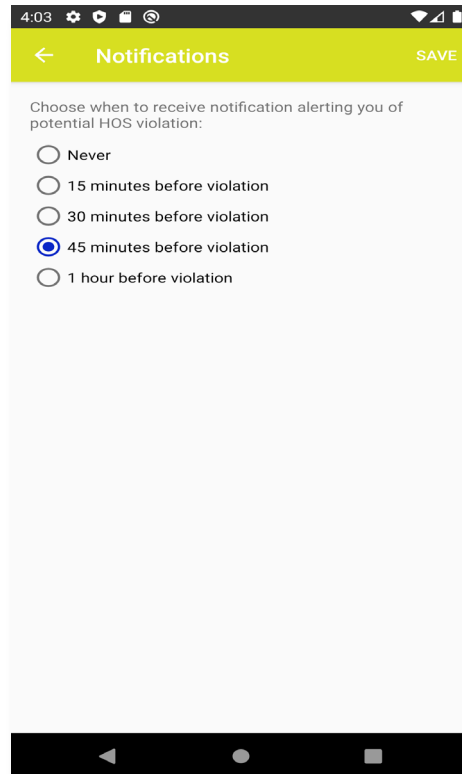 4:03
Notifications
SAVE
Choose when to receive notification alerting you of
potential HOS violation:
Never
15 minutes before violation
30 minutes before violation
45 minutes before violation
1 hour before violation